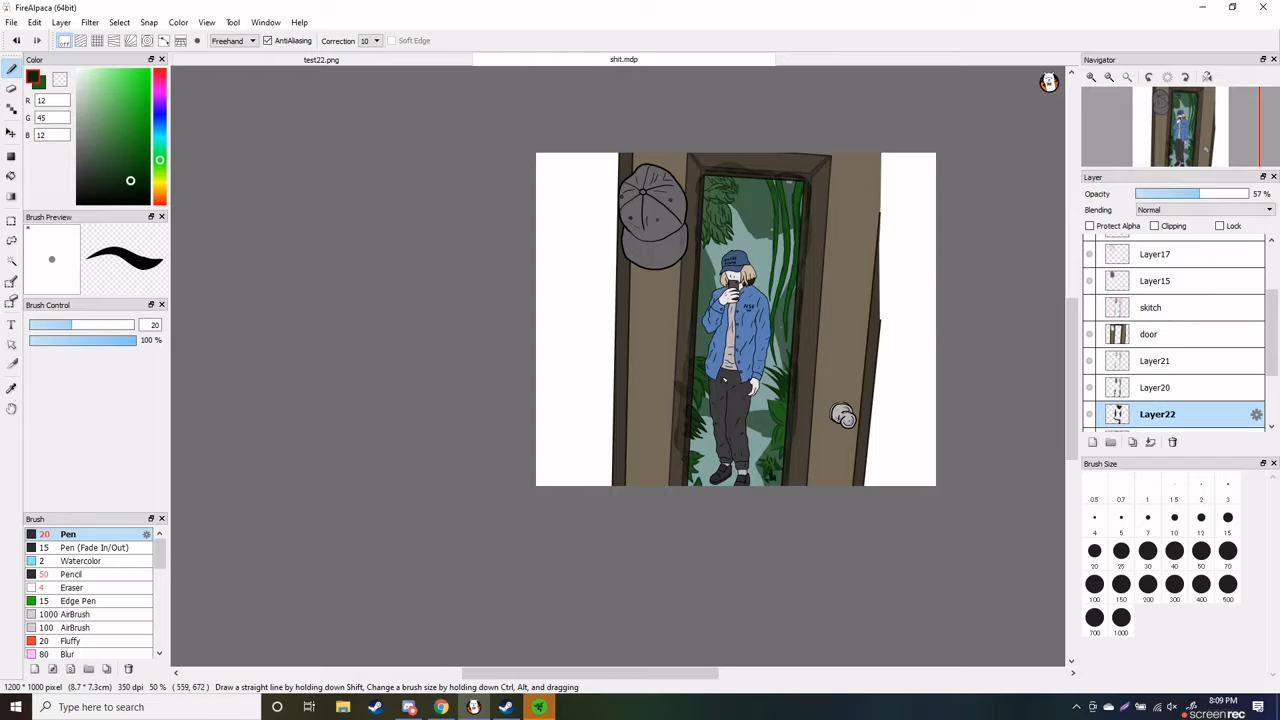 FireAlpaca (64bit)
File Edit Layer Filter Select Snap Color View Tool Window Help
off Freehand AntiAliasing Correction 10 Soft Edge
Color
test22.png
shit.mdp
Navigator
R 12
G 45
B 12
Layer
Opacity 57 %
Blending Normal
Protect Alpha Clipping Lock
Layer17
Layer15
skitch
door
Layer21
Layer20
Layer22
Brush Preview
Brush Control
20
100 %
Brush Size
0.5 0.7 1 1.5 2 3
4 5 7 10 12 15
20 25 30 40 50 70
100 150 200 300 400 500
700 1000
Brush
20 Pen
15 Pen (Fade In/Out)
2 Watercolor
50 Pencil
4 Eraser
15 Edge Pen
1000 AirBrush
100 AirBrush
20 Fluffy
80 Blur
1200 * 1000 pixel (8.7 * 7.3cm) 350 dpi 50 % ( 559, 672 ) Draw a straight line by holding down Shift, Change a brush size by holding down Ctrl, Alt, and dragging
Type here to search
8:09 PM
screen rec